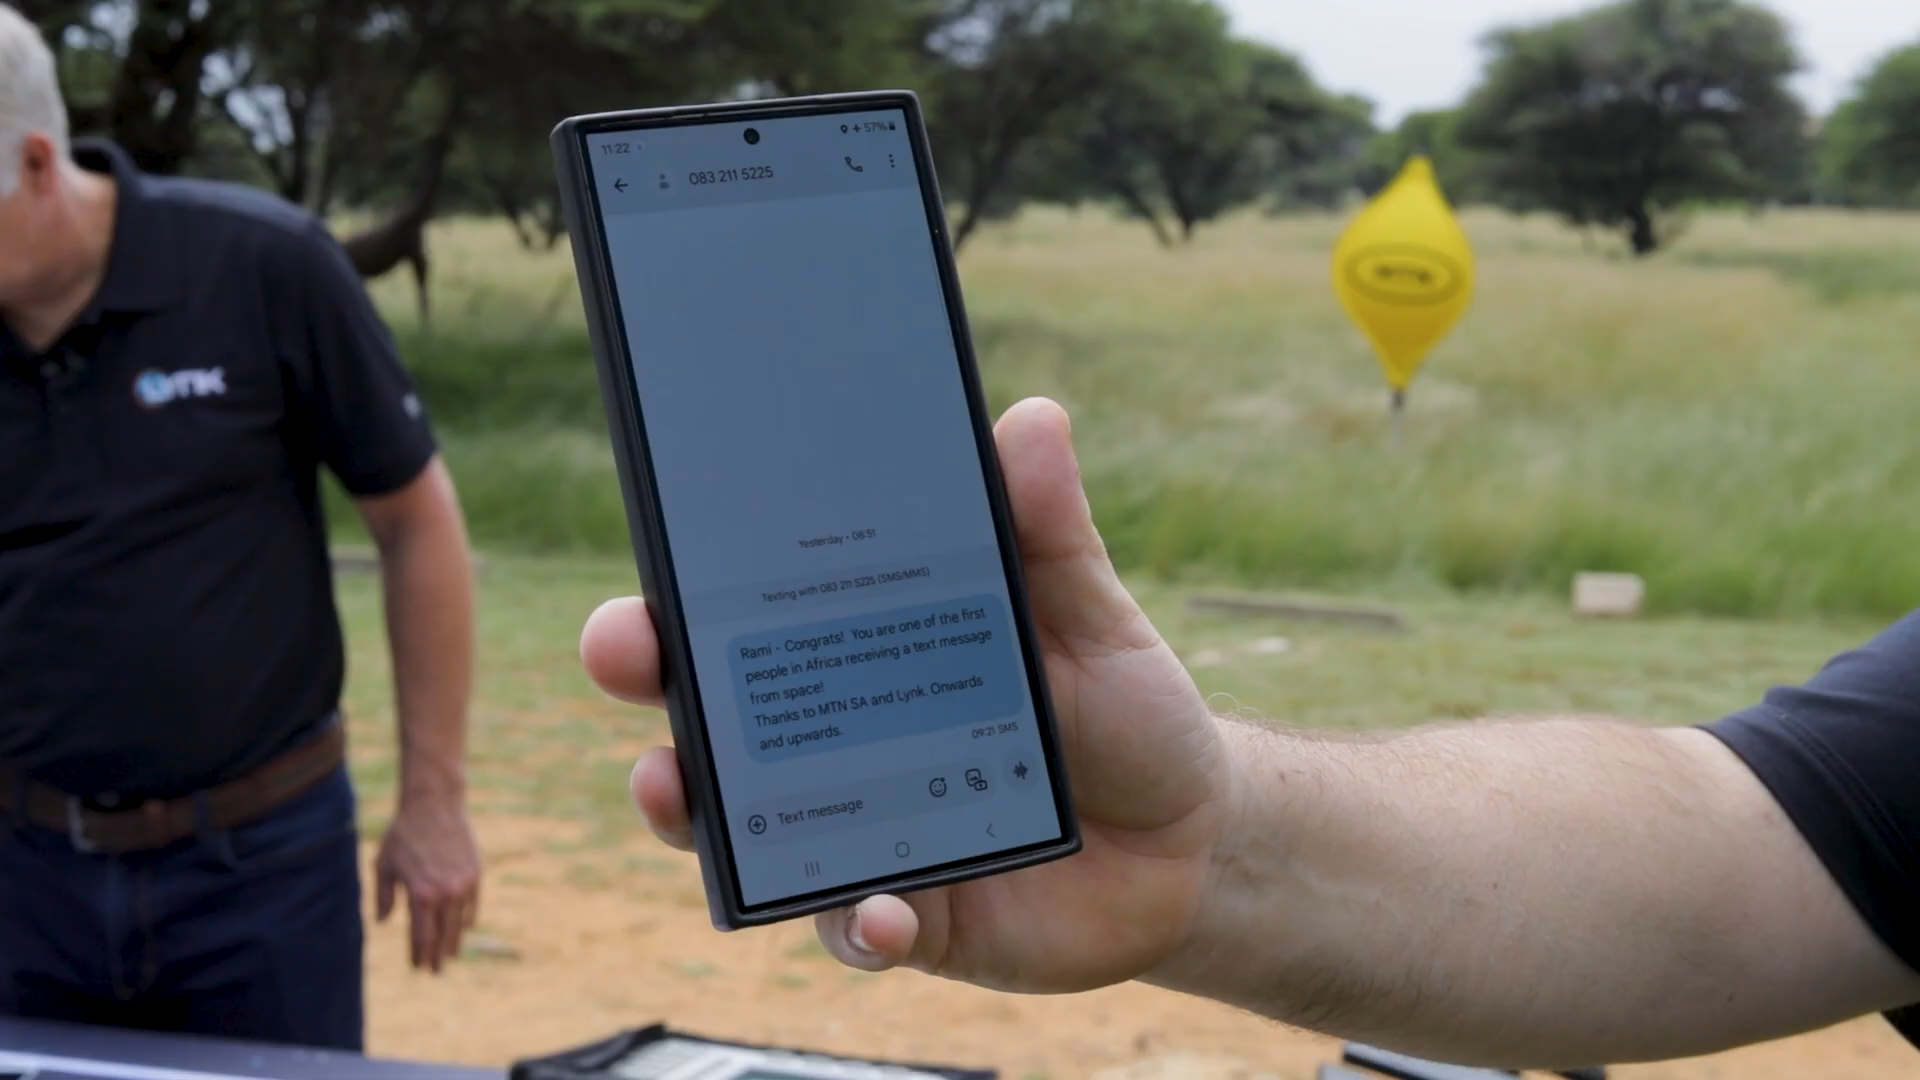 11:22
57%
083 211 5225
Yesterday • 08:51
Texting with 083 211 5225 (SMS/MMS)
Rami - Congrats! You are one of the first
people in Africa receiving a text message
from space!
Thanks to MTN SA and Lynk. Onwards
and upwards.
09:21 SMS
Text message
MTN